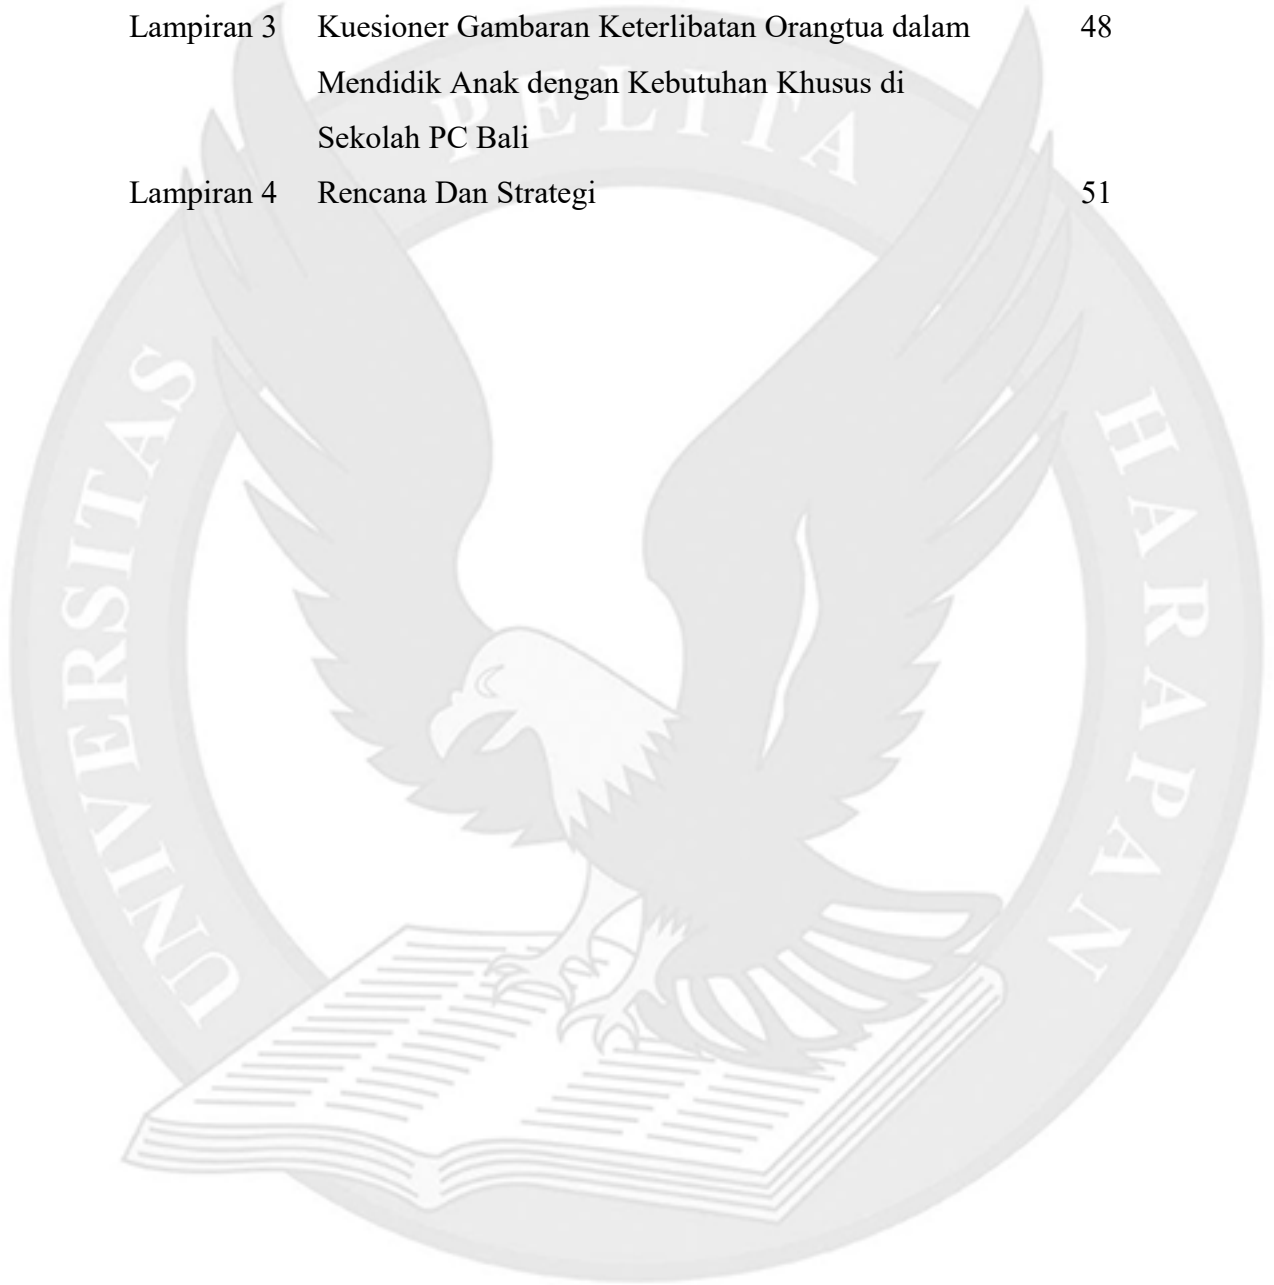 Lampiran 3 Kuesioner Gambaran Keterlibatan Orangtua dalam 48
Mendidik Anak dengan Kebutuhan Khusus di
Sekolah PC Bali
Lampiran 4 Rencana Dan Strategi 51
UNIVERSITAS PELITA HARAPAN